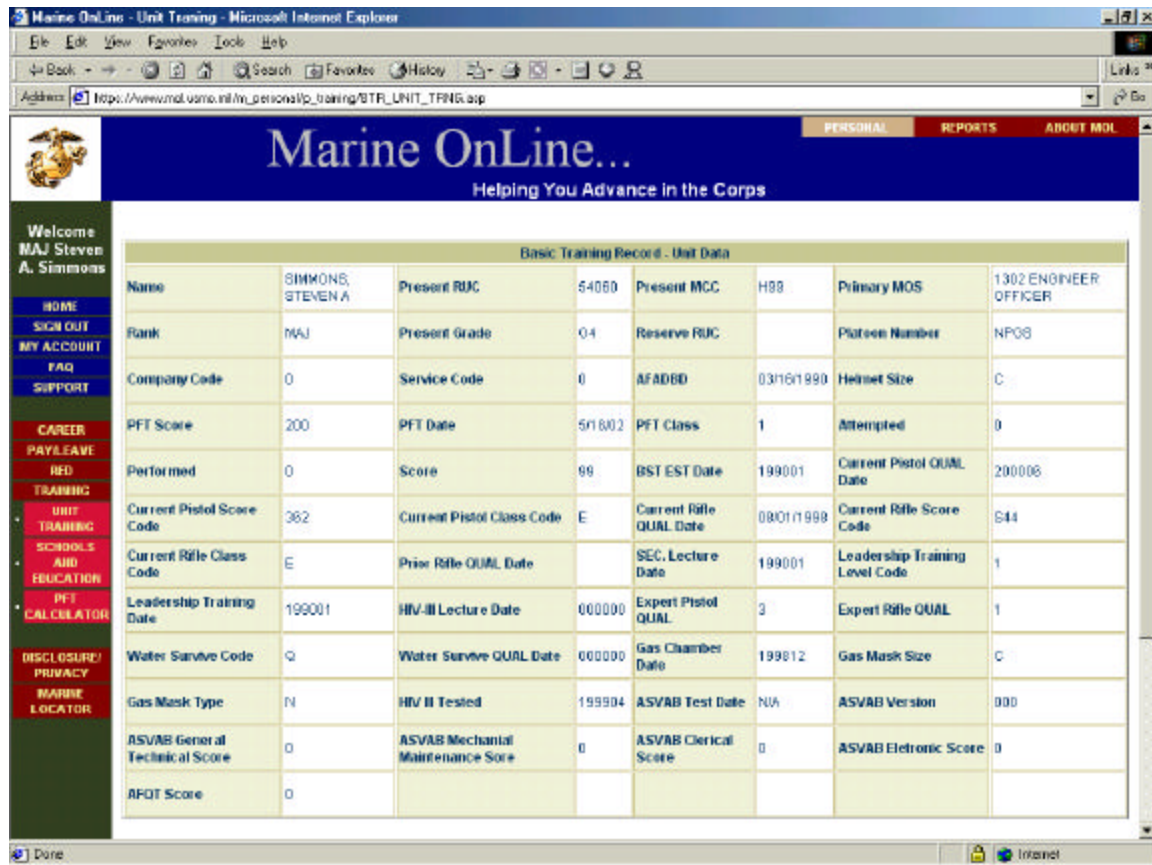 Marine OnLine - Unit Traning - Microsoft Internet Explorer
File Edit View Favorites Tools Help
Back Search Favorites History Links
Address https://www.mol.usmc.mil/m_personal/p_training/BTR_UNIT_TRNG.asp Go
PERSONAL REPORTS ABOUT MOL
Marine OnLine...
Helping You Advance in the Corps
Welcome
MAJ Steven
A. Simmons
HOME
SIGN OUT
MY ACCOUNT
FAQ
SUPPORT
CAREER
PAY/LEAVE
RED
TRAINING
UNIT
TRAINING
SCHOOLS
AND
EDUCATION
PFT
CALCULATOR
DISCLOSURE/
PRIVACY
MARINE
LOCATOR
Basic Training Record - Unit Data
Name SIMMONS, STEVEN A Present RUC 54060 Present MCC H99 Primary MOS 1302 ENGINEER OFFICER
Rank MAJ Present Grade O4 Reserve RUC Platoon Number NPGS
Company Code 0 Service Code 0 AFADBD 03/16/1990 Helmet Size C
PFT Score 200 PFT Date 5/18/02 PFT Class 1 Attempted 0
Performed 0 Score 99 BST EST Date 199001 Current Pistol QUAL Date 200006
Current Pistol Score Code 362 Current Pistol Class Code E Current Rifle QUAL Date 08/01/1998 Current Rifle Score Code S44
Current Rifle Class Code E Prior Rifle QUAL Date SEC. Lecture Date 199001 Leadership Training Level Code 1
Leadership Training Date 199001 HIV-III Lecture Date 000000 Expert Pistol QUAL 3 Expert Rifle QUAL 1
Water Survive Code Q Water Survive QUAL Date 000000 Gas Chamber Date 199812 Gas Mask Size C
Gas Mask Type N HIV II Tested 199904 ASVAB Test Date N/A ASVAB Version 000
ASVAB General Technical Score 0 ASVAB Mechanial Maintenance Sore 0 ASVAB Clerical Score 0 ASVAB Eletronic Score 0
AFQT Score 0
Done Internet